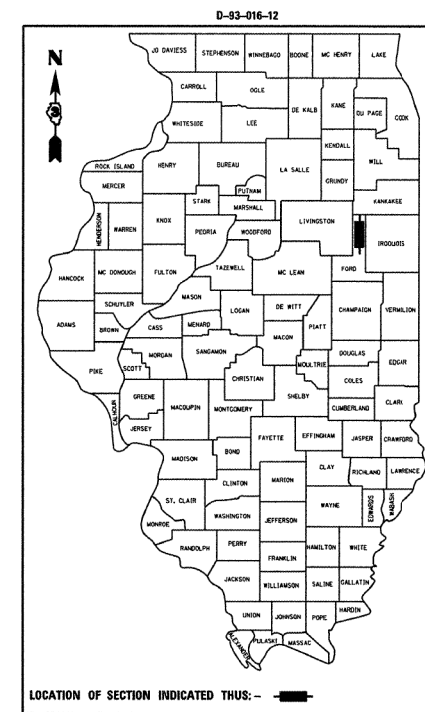 D-93-016-12
N
JO DAVIESS STEPHENSON WINNEBAGO BOONE MC HENRY LAKE
CARROLL OGLE DE KALB KANE DU PAGE COOK
WHITESIDE LEE KENDALL WILL
ROCK ISLAND HENRY BUREAU LA SALLE GRUNDY
MERCER PUTNAM KANKAKEE
HENDERSON WARREN KNOX STARK MARSHALL LIVINGSTON IROQUOIS
PEORIA WOODFORD
HANCOCK MC DONOUGH FULTON TAZEWELL MC LEAN FORD
SCHUYLER MASON LOGAN DE WITT CHAMPAIGN VERMILION
ADAMS BROWN CASS MENARD PIATT
MACON
PIKE SCOTT MORGAN SANGAMON MOULTRIE DOUGLAS EDGAR
CHRISTIAN COLES
CALHOUN GREENE MACOUPIN MONTGOMERY SHELBY CUMBERLAND CLARK
JERSEY
FAYETTE EFFINGHAM JASPER CRAWFORD
MADISON BOND
CLAY RICHLAND LAWRENCE
CLINTON MARION
ST. CLAIR WAYNE EDWARDS WABASH
MONROE WASHINGTON JEFFERSON
RANDOLPH PERRY HAMILTON WHITE
FRANKLIN
JACKSON WILLIAMSON SALINE GALLATIN
UNION JOHNSON POPE HARDIN
ALEXANDER PULASKI MASSAC
LOCATION OF SECTION INDICATED THUS: -